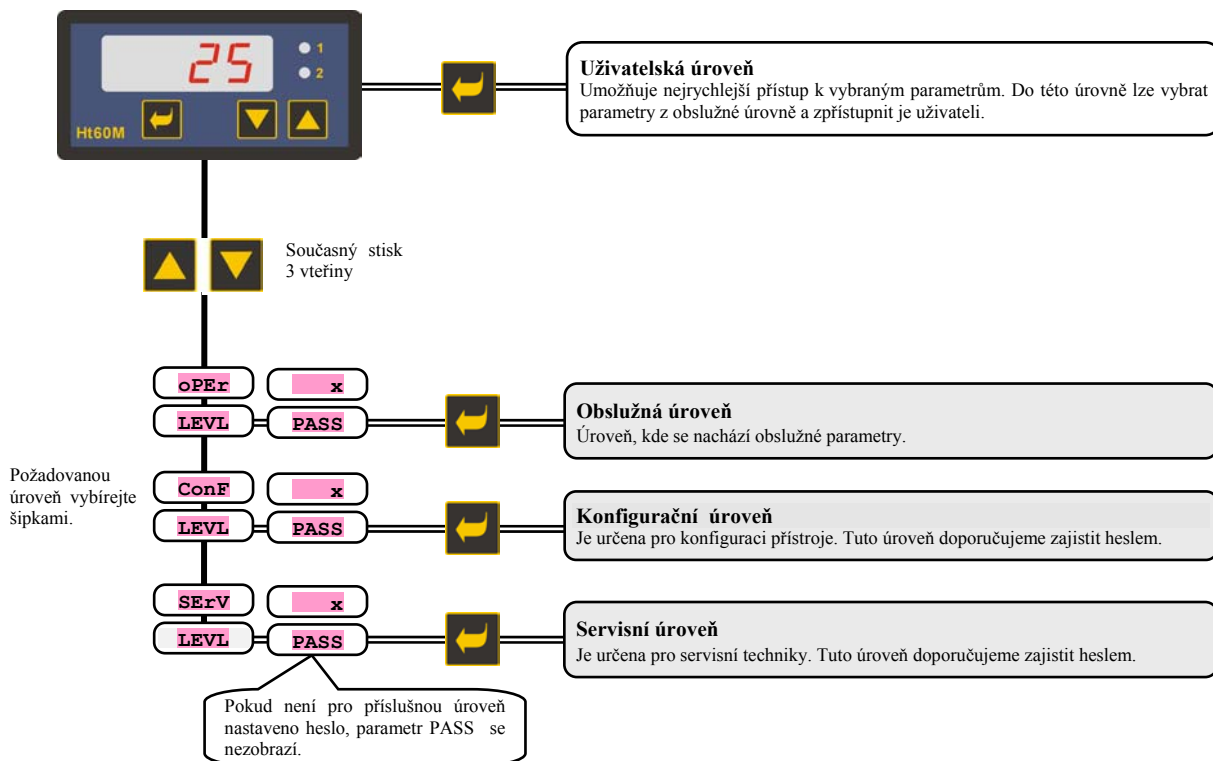 25
1
2
Ht60M
Uživatelská úroveň
Umožňuje nejrychlejší přístup k vybraným parametrům. Do této úrovně lze vybrat
parametry z obslužné úrovně a zpřístupnit je uživateli.
Současný stisk
3 vteřiny
oPEr x
LEVL PASS
Obslužná úroveň
Úroveň, kde se nachází obslužné parametry.
Požadovanou
úroveň vybírejte
šipkami.
ConF x
LEVL PASS
Konfigurační úroveň
Je určena pro konfiguraci přístroje. Tuto úroveň doporučujeme zajistit heslem.
SErV x
LEVL PASS
Servisní úroveň
Je určena pro servisní techniky. Tuto úroveň doporučujeme zajistit heslem.
Pokud není pro příslušnou úroveň
nastaveno heslo, parametr PASS se
nezobrazí.